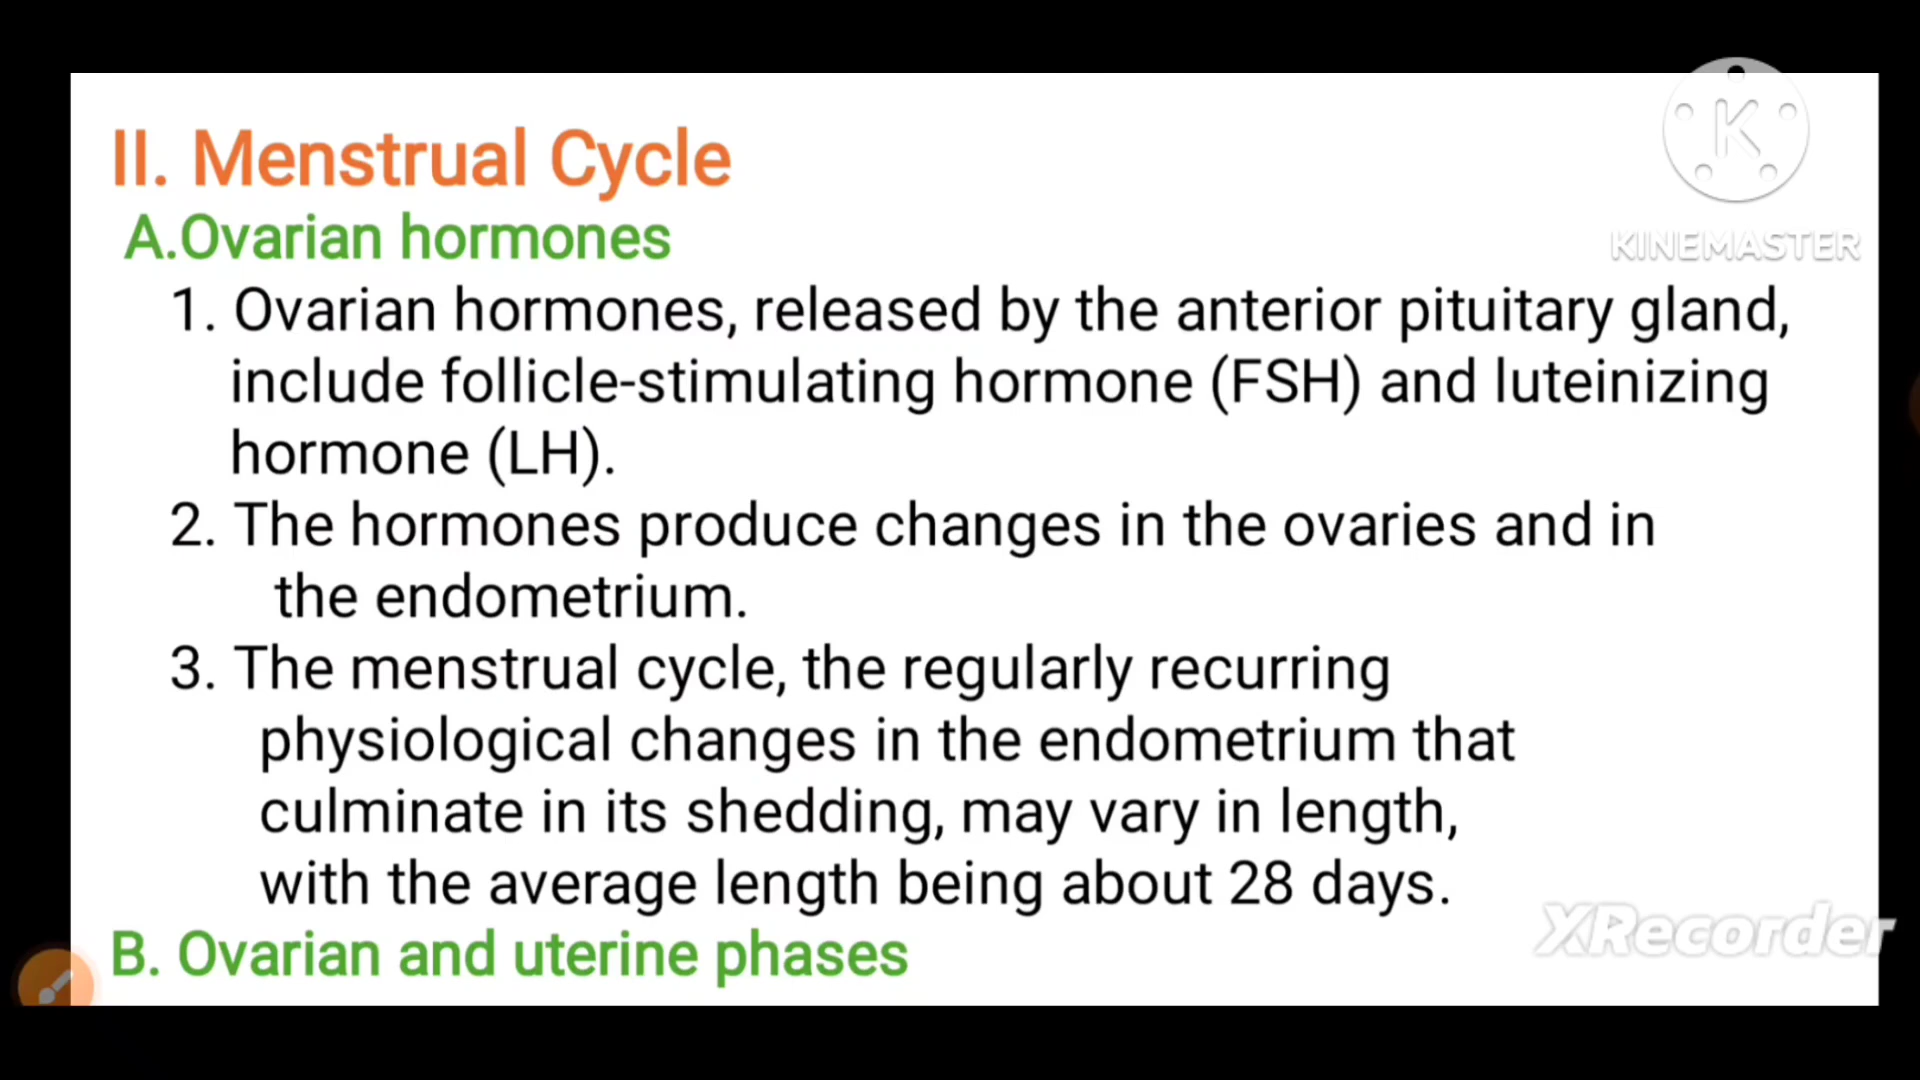 II. Menstrual Cycle
A.Ovarian hormones
1. Ovarian hormones, released by the anterior pituitary gland,
include follicle-stimulating hormone (FSH) and luteinizing
hormone (LH).
2. The hormones produce changes in the ovaries and in
the endometrium.
3. The menstrual cycle, the regularly recurring
physiological changes in the endometrium that
culminate in its shedding, may vary in length,
with the average length being about 28 days.
B. Ovarian and uterine phases
K
KINEMASTER
XRecorder